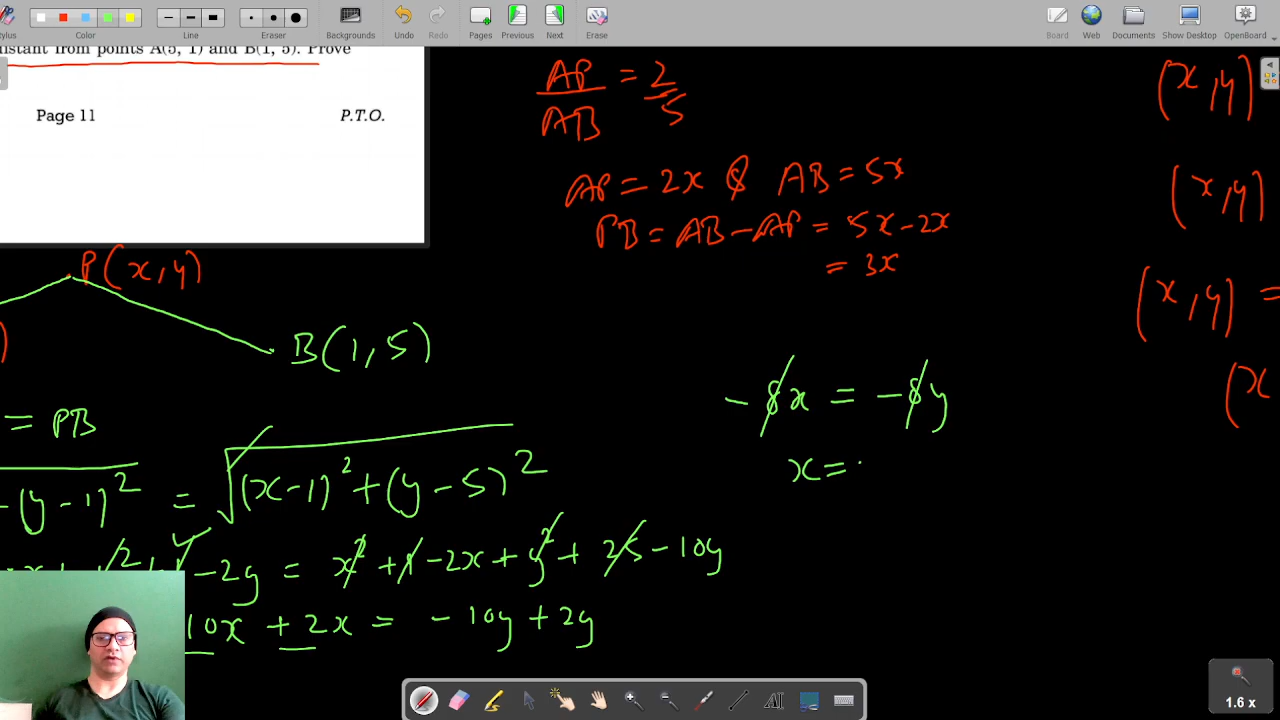 Stylus
Color
Line
Eraser
Backgrounds
Undo
Redo
Pages
Previous
Next
Erase
Board
Web
Documents
Show Desktop
OpenBoard
istant from points A(5, 1) and B(1, 5). Prove
Page 11
P.T.O.
AP/AB = 2/5
AP = 2x & AB = 5x
PB = AB - AP = 5x - 2x
= 3x
(x, y)
(x, y)
(x, y) =
(x
P(x, y)
B(1, 5)
= PB
-(y-1)² = √(x-1)² + (y-5)²
-2y = x² + 1 - 2x + y² + 25 - 10y
10x + 2x = -10y + 2y
-8x = -8y
x =
1.6 x